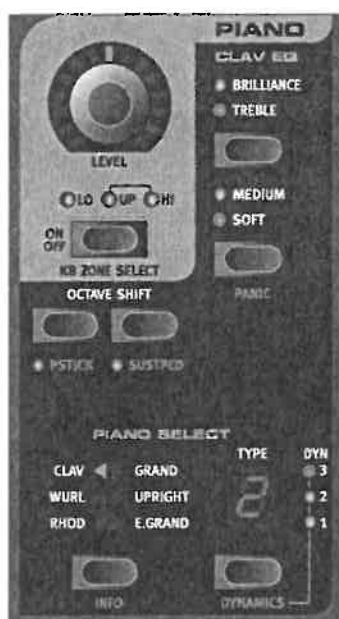 PIANO
CLAV EQ
BRILLIANCE
TREBLE
LEVEL
LO UP HI
MEDIUM
SOFT
ON
OFF
KB ZONE SELECT
PANIC
OCTAVE SHIFT
PSTICK SUSTPED
PIANO SELECT
TYPE DYN
CLAV GRAND 3
WURL UPRIGHT 2 2
RHOD E.GRAND 1
INFO DYNAMICS